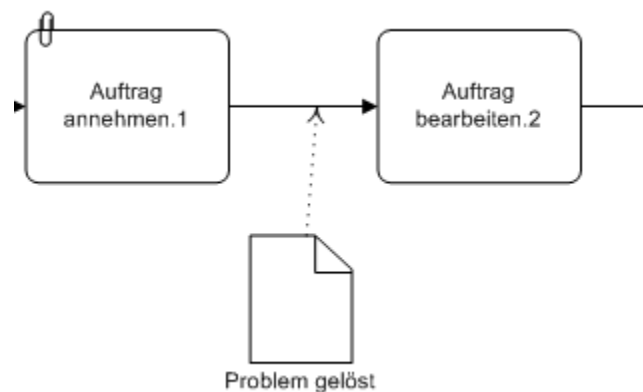 Auftrag
annehmen.1
Auftrag
bearbeiten.2
Problem gelöst